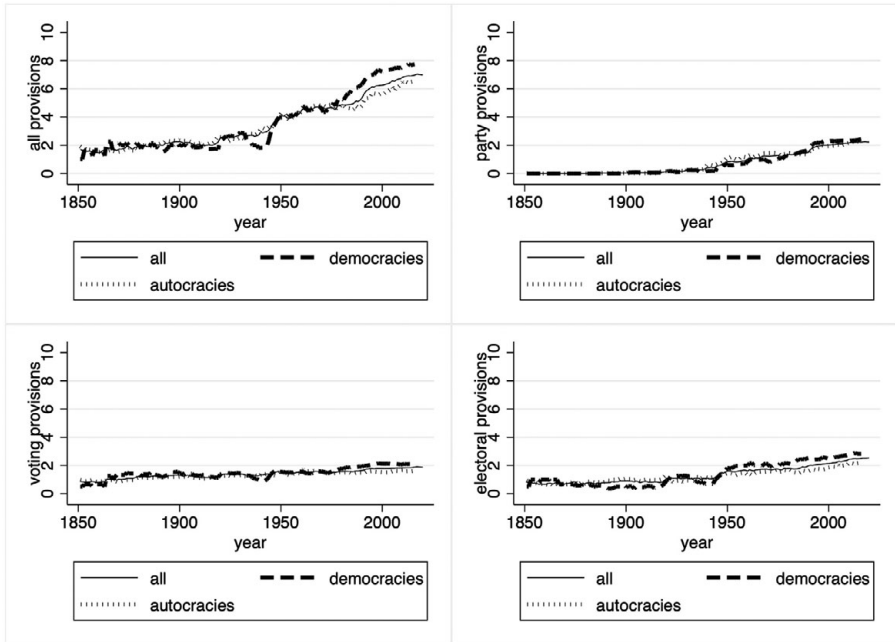 all provisions
10
8
6
4
2
0
1850 1900 1950 2000
year
all democracies
autocracies
party provisions
10
8
6
4
2
0
1850 1900 1950 2000
year
all democracies
autocracies
voting provisions
10
8
6
4
2
0
1850 1900 1950 2000
year
all democracies
autocracies
electoral provisions
10
8
6
4
2
0
1850 1900 1950 2000
year
all democracies
autocracies